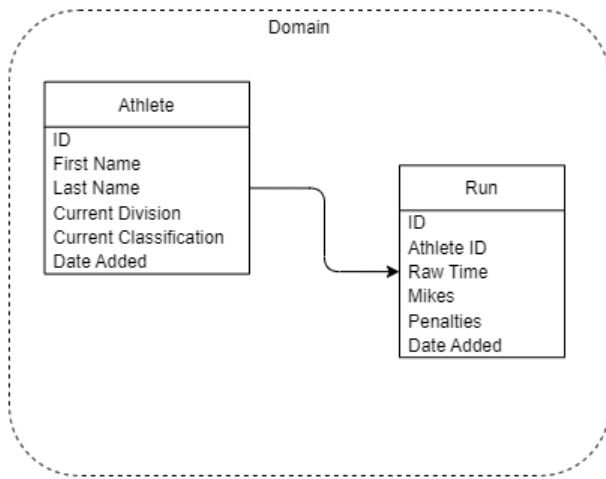 Domain
Athlete
ID
First Name
Last Name
Current Division
Current Classification
Date Added
Run
ID
Athlete ID
Raw Time
Mikes
Penalties
Date Added